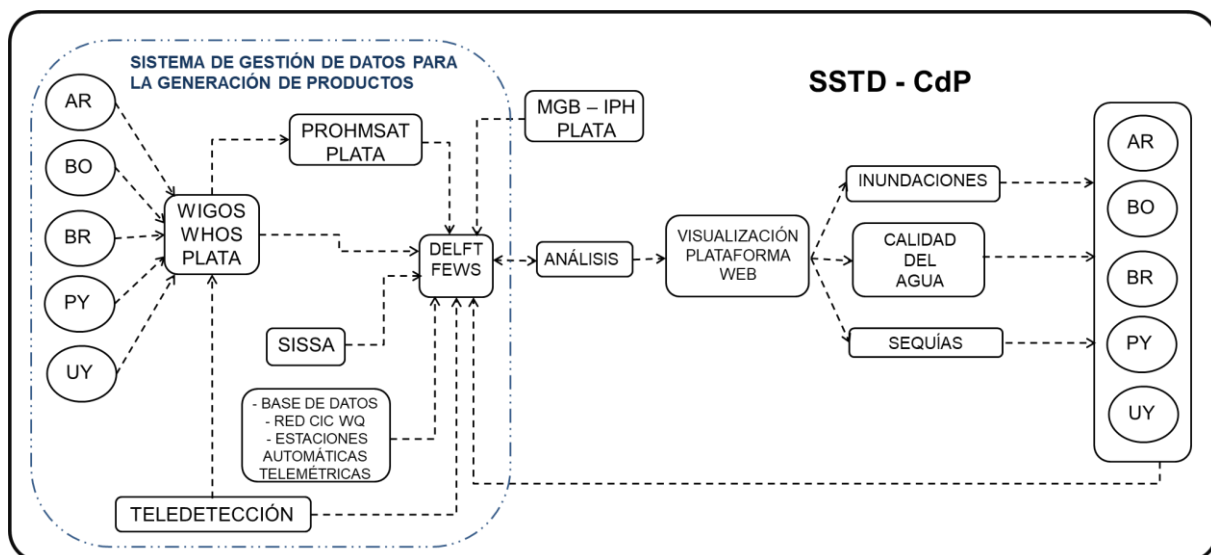 SISTEMA DE GESTIÓN DE DATOS PARA
LA GENERACIÓN DE PRODUCTOS
SSTD - CdP
AR
BO
BR
PY
UY
WIGOS
WHOS
PLATA
PROHMSAT
PLATA
MGB – IPH
PLATA
DELFT
FEWS
SISSA
- BASE DE DATOS
- RED CIC WQ
- ESTACIONES
AUTOMÁTICAS
TELEMÉTRICAS
TELEDETECCIÓN
ANÁLISIS
VISUALIZACIÓN
PLATAFORMA
WEB
INUNDACIONES
CALIDAD
DEL
AGUA
SEQUÍAS
AR
BO
BR
PY
UY